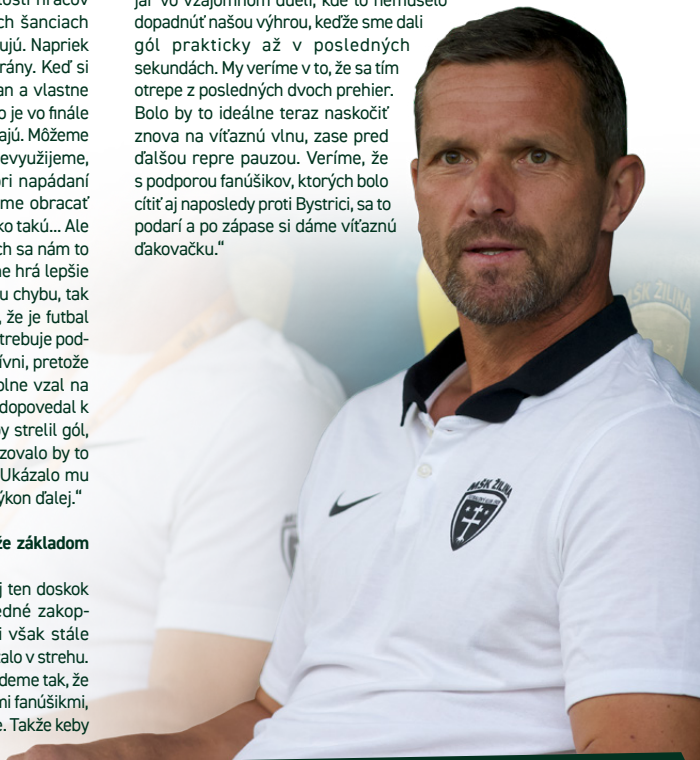 ch šanciach
ujú. Napriek
rány. Keď si
an a vlastne
o je vo finále
ajú. Môžeme
evyužijeme,
ri napádaní
me obracať
ko takú... Ale
ch sa nám to
ne hrá lepšie
u chybu, tak
, že je futbal
trebuje pod-
ívni, pretože
plne vzal na
dopovedal k
y strelil gól,
zovalo by to
Ukázalo mu
ýkon ďalej.“
že základom
j ten doskok
edné zakop-
i však stále
alo v strehu.
deme tak, že
mi fanúšikmi,
e. Takže keby
jar vo vzájomnom dueli, kde to nemuselo
dopadnúť našou výhrou, keďže sme dali
gól prakticky až v posledných
sekundách. My veríme v to, že sa tím
otrepe z posledných dvoch prehier.
Bolo by to ideálne teraz naskočiť
znova na víťaznú vlnu, zase pred
ďalšou repre pauzou. Veríme, že
s podporou fanúšikov, ktorých bolo
cítiť aj naposledy proti Bystrici, sa to
podarí a po zápase si dáme víťaznú
ďakovačku.“
MŠK ŽILINA
ŠK ŽILINA